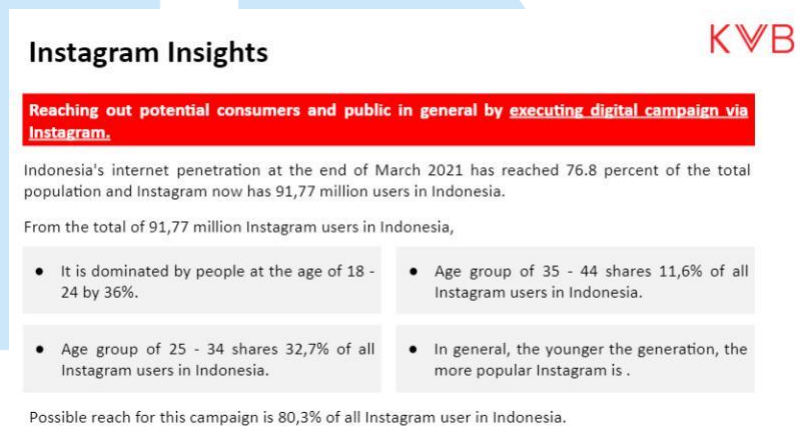 KVB
Instagram Insights
Reaching out potential consumers and public in general by executing digital campaign via
Instagram.
Indonesia's internet penetration at the end of March 2021 has reached 76.8 percent of the total
population and Instagram now has 91,77 million users in Indonesia.
From the total of 91,77 million Instagram users in Indonesia,
● It is dominated by people at the age of 18 -
24 by 36%.
● Age group of 35 - 44 shares 11,6% of all
Instagram users in Indonesia.
● Age group of 25 - 34 shares 32,7% of all
Instagram users in Indonesia.
● In general, the younger the generation, the
more popular Instagram is .
Possible reach for this campaign is 80,3% of all Instagram user in Indonesia.